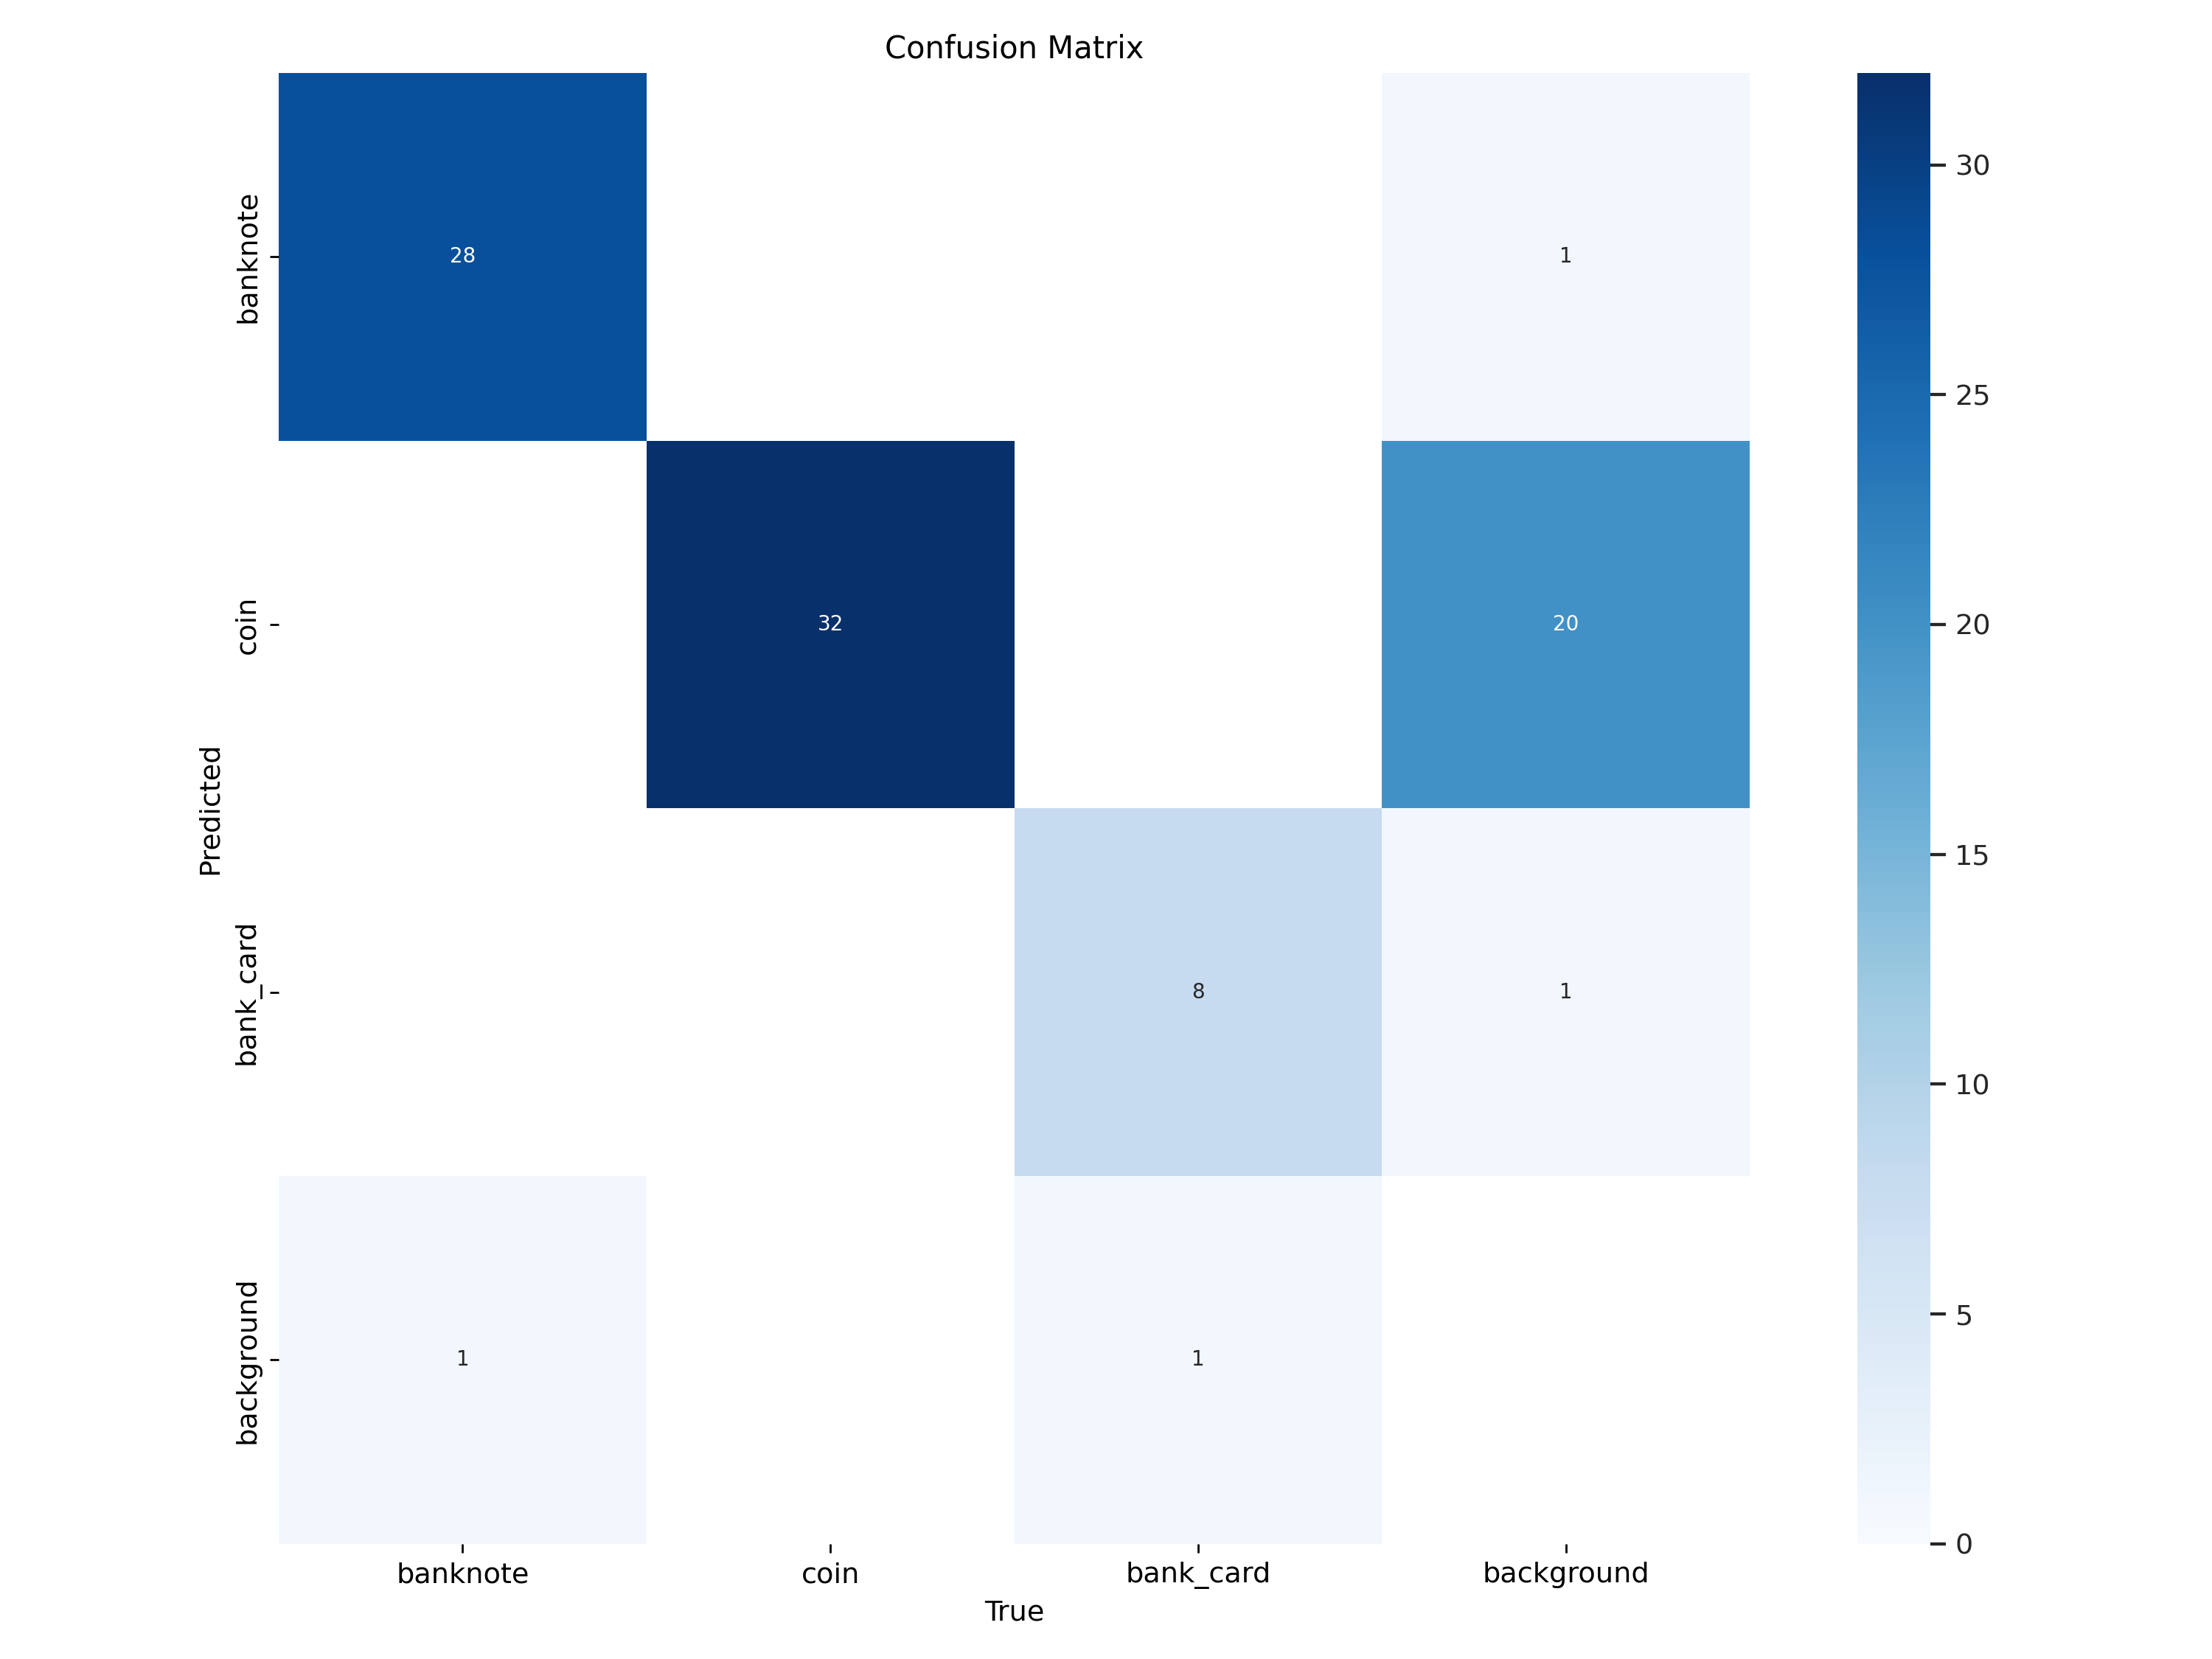 Confusion Matrix
banknote
coin
bank_card
background
Predicted
28
1
32
20
8
1
1
1
banknote
coin
bank_card
background
True
30
25
20
15
10
5
0